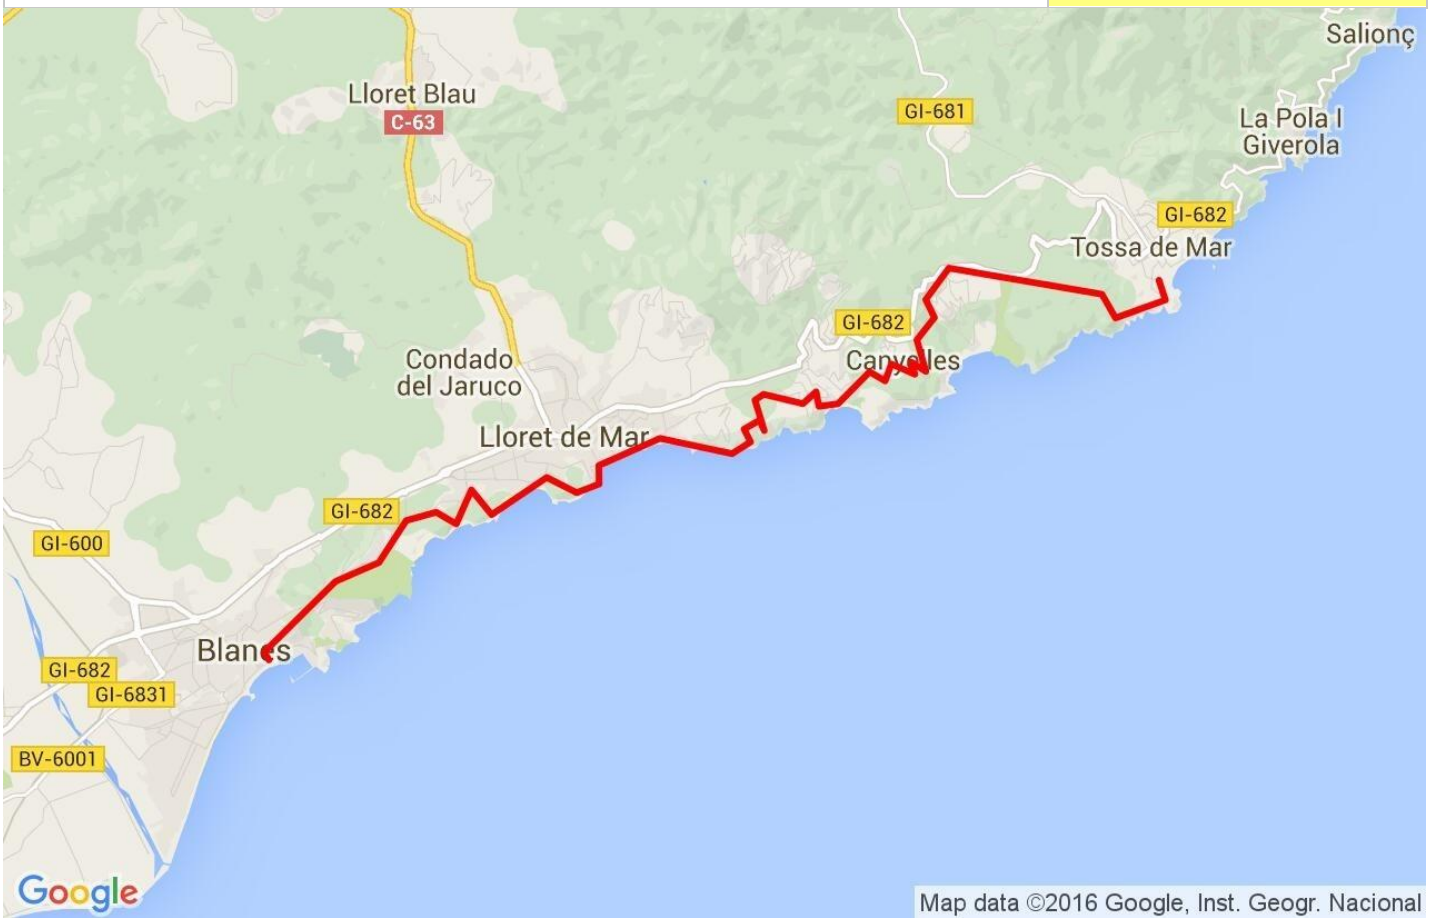 Salionç
Lloret Blau
C-63
GI-681
La Pola I
Giverola
GI-682
Tossa de Mar
GI-682
Canyelles
Condado
del Jaruco
Lloret de Mar
GI-682
GI-600
Blanes
GI-682
GI-6831
BV-6001
Google
Map data ©2016 Google, Inst. Geogr. Nacional